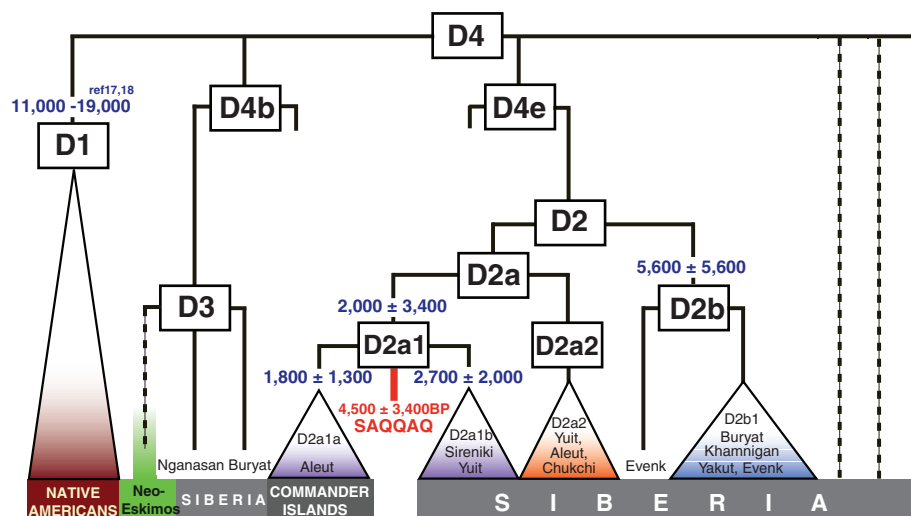 D4
ref17,18
11,000 -19,000
D4b
D4e
D1
D2
D2a
5,600 ± 5,600
D3
2,000 ± 3,400
D2b
D2a1
D2a2
1,800 ± 1,300
2,700 ± 2,000
4,500 ± 3,400BP
SAQQAQ
D2a1a
Aleut
D2a1b
Sireniki
Yuit
D2a2
Yuit,
Aleut,
Chukchi
D2b1
Buryat
Khamnigan
Yakut, Evenk
Nganasan Buryat
Evenk
NATIVE
AMERICANS
Neo-
Eskimos
SIBERIA
COMMANDER
ISLANDS
SIBERIA